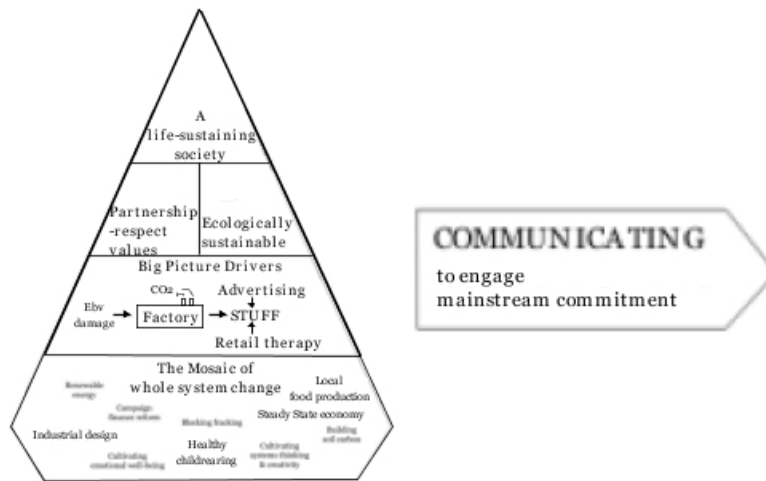 A
life-sustaining
society
Partnership
-respect
values
Ecologically
sustainable
Big Picture Drivers
CO2
Advertising
Ebv
damage
Factory
STUFF
Retail therapy
The Mosaic of
whole system change
Local
food production
Renewable
energy
Campaign
finance reform
Blocking fracking
Steady State economy
Building
soil carbon
Industrial design
Healthy
childrearing
Cultivating
emotional well-being
Cultivating
systems thinking
& creativity
COMMUNICATING
to engage
mainstream commitment